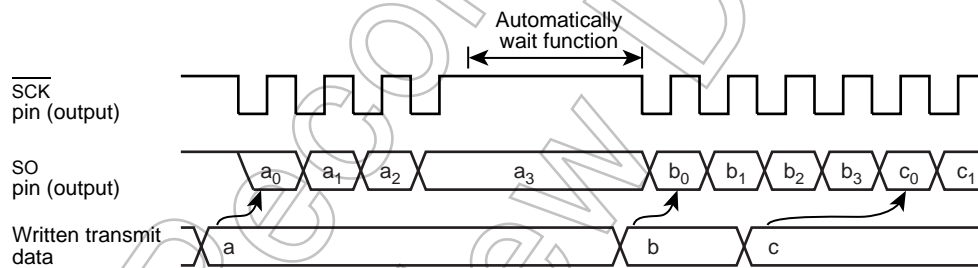 Automatically
wait function
SCK
pin (output)
SO
pin (output)
a0 a1 a2 a3 b0 b1 b2 b3 c0 c1
Written transmit
data
a b c